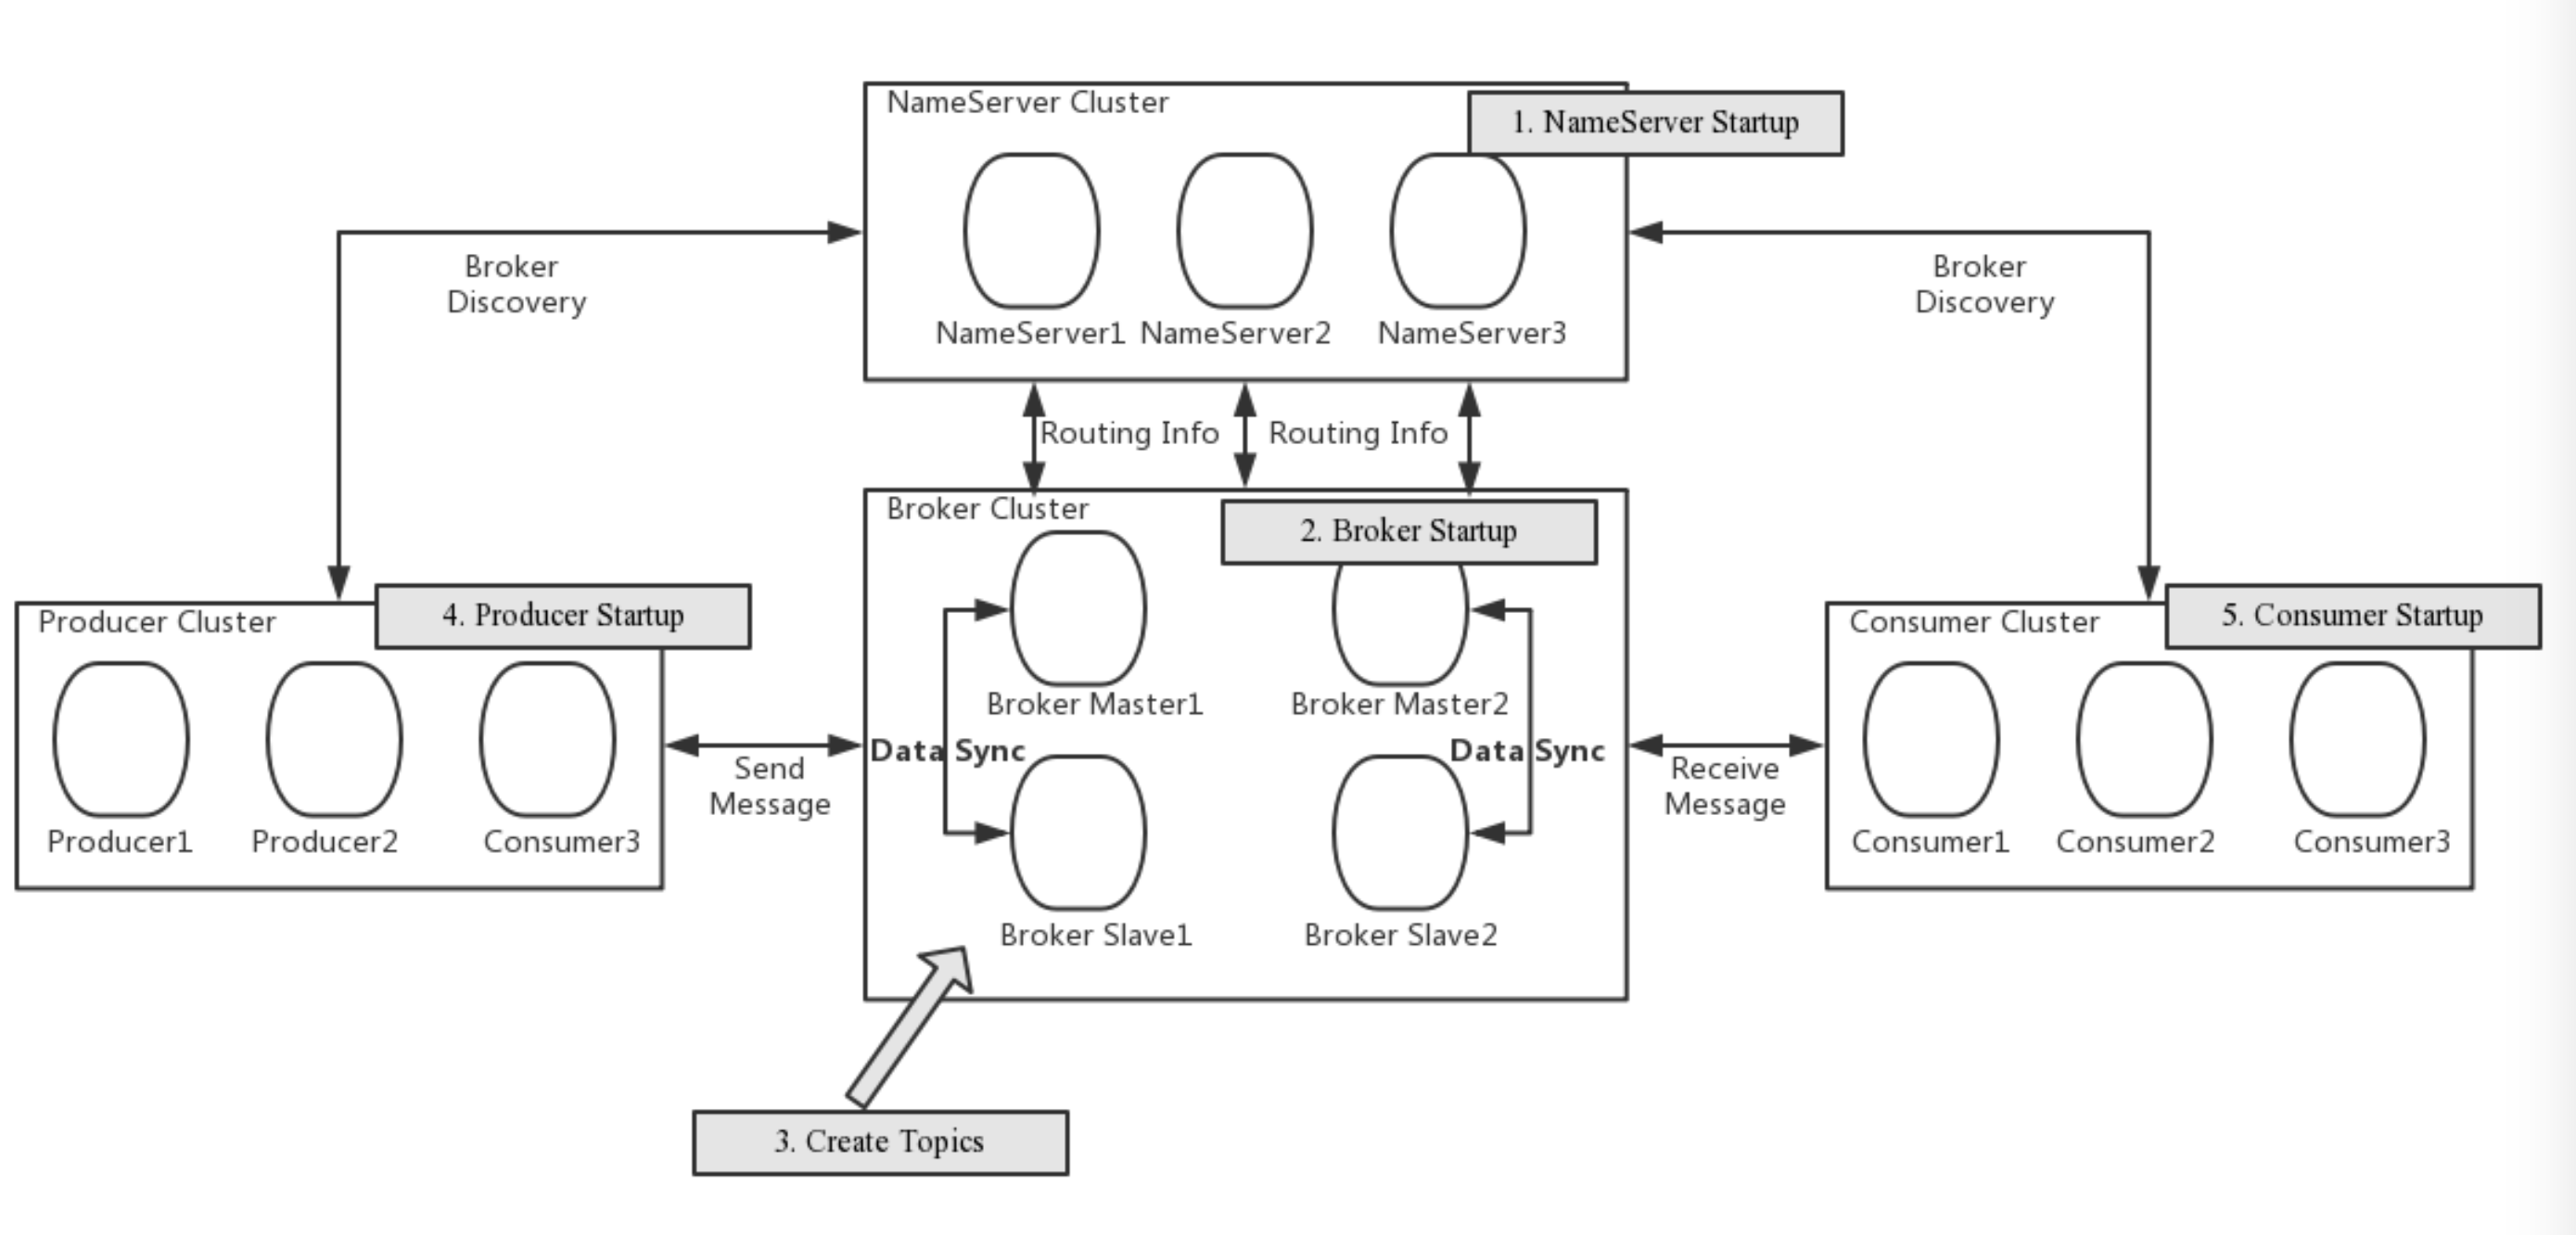 NameServer Cluster
1. NameServer Startup
NameServer1 NameServer2 NameServer3
Broker
Discovery
Broker
Discovery
Routing Info Routing Info
Broker Cluster
2. Broker Startup
Broker Master1 Broker Master2
Data Sync Data Sync
Broker Slave1 Broker Slave2
Producer Cluster
4. Producer Startup
Producer1 Producer2 Consumer3
Send
Message
Receive
Message
Consumer Cluster
5. Consumer Startup
Consumer1 Consumer2 Consumer3
3. Create Topics